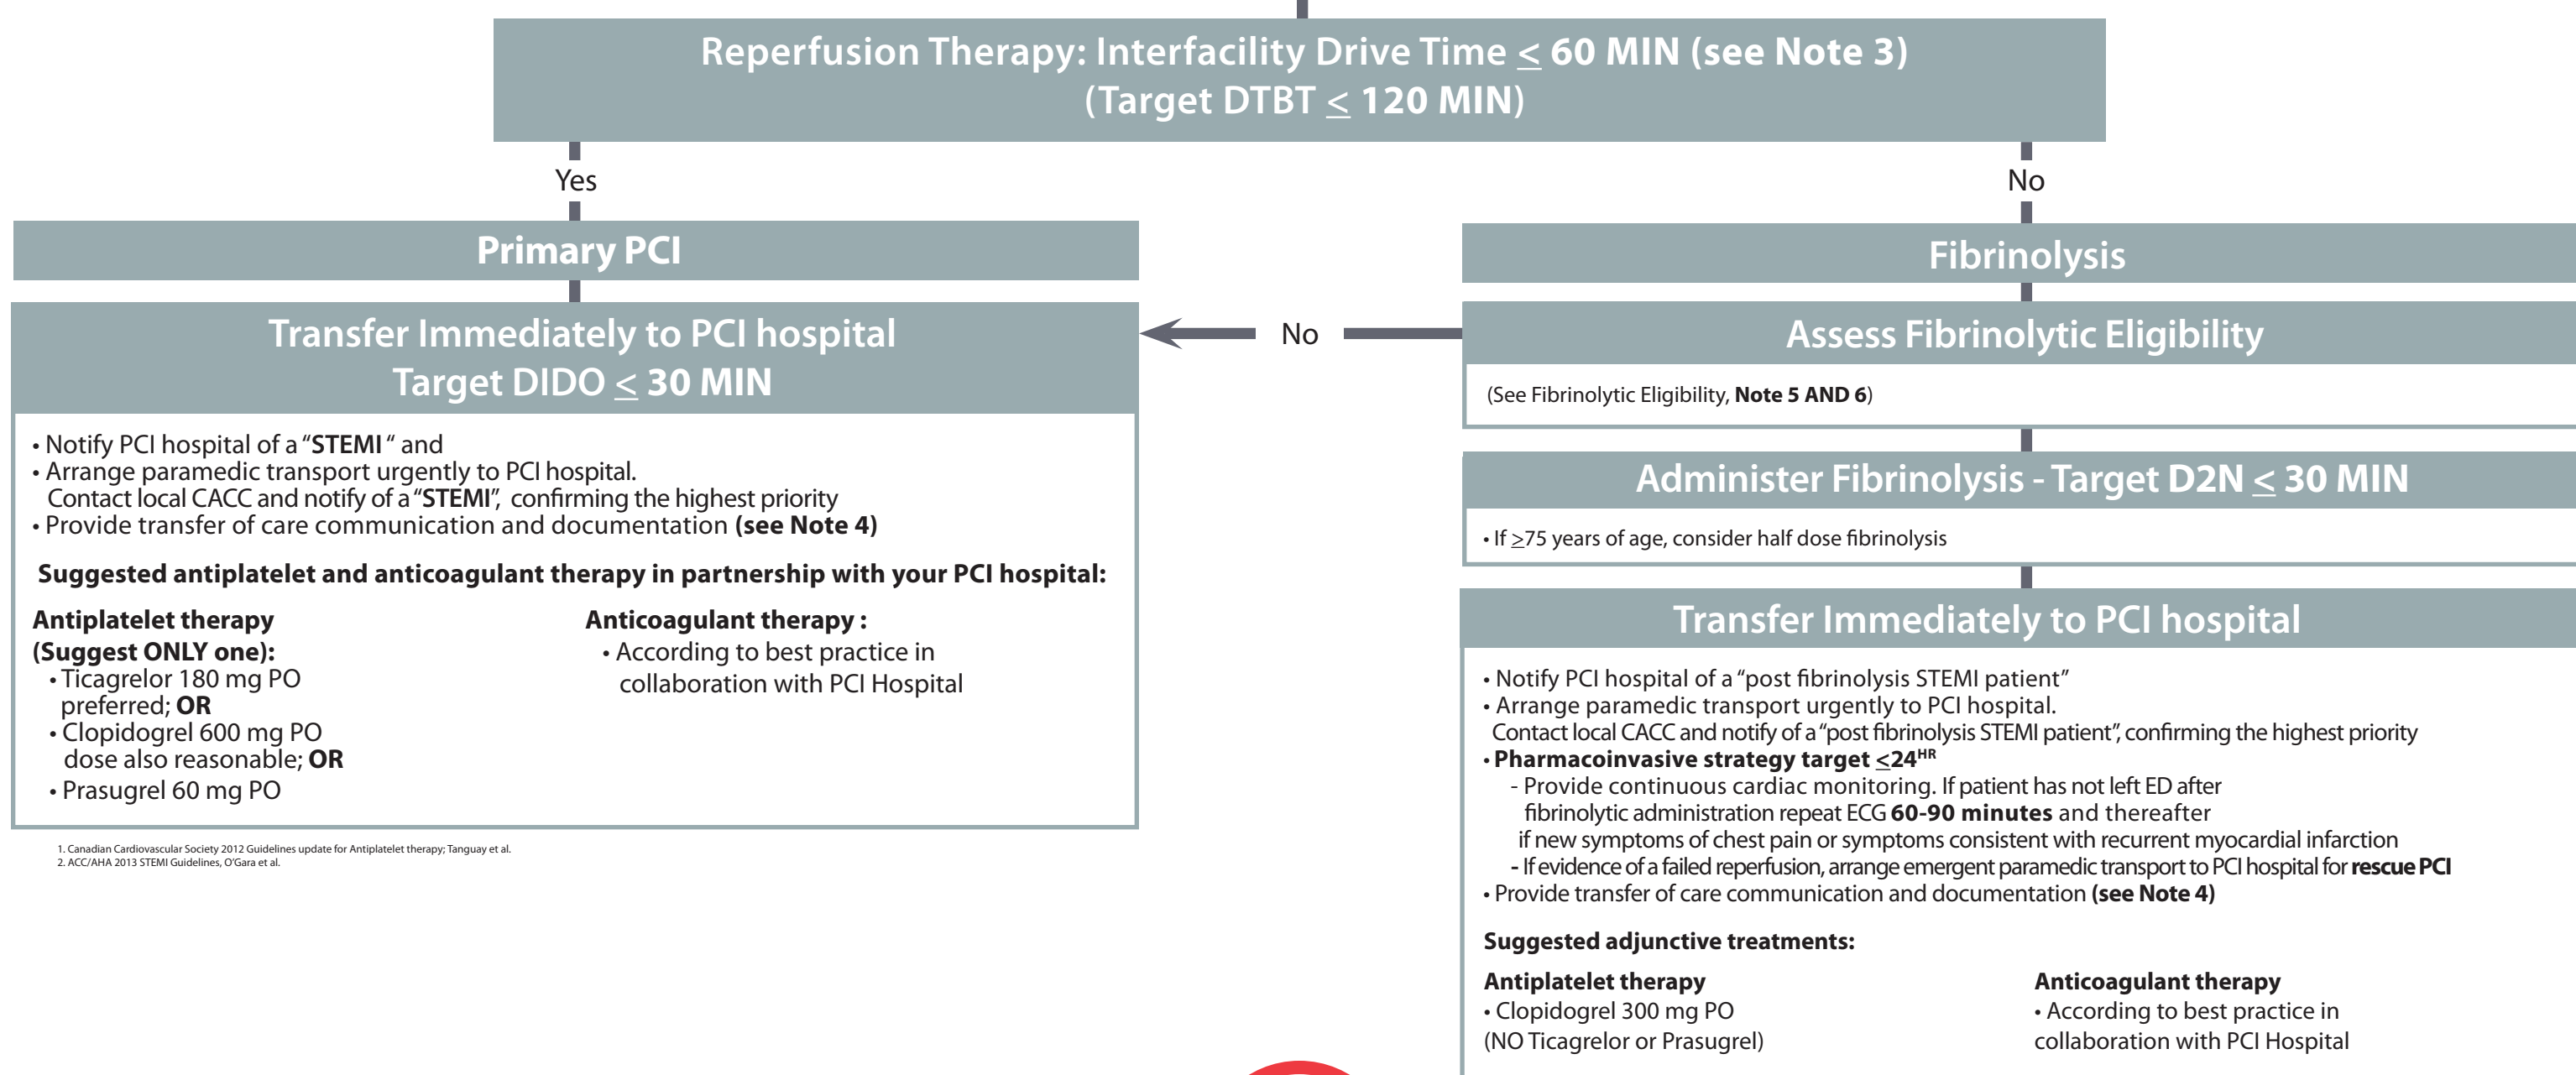 Reperfusion Therapy: Interfacility Drive Time ≤ 60 MIN (see Note 3)
(Target DTBT ≤ 120 MIN)
Yes
No
Primary PCI
Transfer Immediately to PCI hospital
Target DIDO ≤ 30 MIN
• Notify PCI hospital of a “STEMI “ and
• Arrange paramedic transport urgently to PCI hospital.
Contact local CACC and notify of a “STEMI”, confirming the highest priority
• Provide transfer of care communication and documentation (see Note 4)
Suggested antiplatelet and anticoagulant therapy in partnership with your PCI hospital:
Antiplatelet therapy
(Suggest ONLY one):
• Ticagrelor 180 mg PO
preferred; OR
• Clopidogrel 600 mg PO
dose also reasonable; OR
• Prasugrel 60 mg PO
Anticoagulant therapy :
• According to best practice in
collaboration with PCI Hospital
1. Canadian Cardiovascular Society 2012 Guidelines update for Antiplatelet therapy; Tanguay et al.
2. ACC/AHA 2013 STEMI Guidelines, O’Gara et al.
No
Fibrinolysis
Assess Fibrinolytic Eligibility
(See Fibrinolytic Eligibility, Note 5 AND 6)
Administer Fibrinolysis - Target D2N ≤ 30 MIN
• If ≥75 years of age, consider half dose fibrinolysis
Transfer Immediately to PCI hospital
• Notify PCI hospital of a “post fibrinolysis STEMI patient”
• Arrange paramedic transport urgently to PCI hospital.
Contact local CACC and notify of a “post fibrinolysis STEMI patient”, confirming the highest priority
• Pharmacoinvasive strategy target ≤24HR
- Provide continuous cardiac monitoring. If patient has not left ED after
fibrinolytic administration repeat ECG 60-90 minutes and thereafter
if new symptoms of chest pain or symptoms consistent with recurrent myocardial infarction
- If evidence of a failed reperfusion, arrange emergent paramedic transport to PCI hospital for rescue PCI
• Provide transfer of care communication and documentation (see Note 4)
Suggested adjunctive treatments:
Antiplatelet therapy
• Clopidogrel 300 mg PO
(NO Ticagrelor or Prasugrel)
Anticoagulant therapy
• According to best practice in
collaboration with PCI Hospital